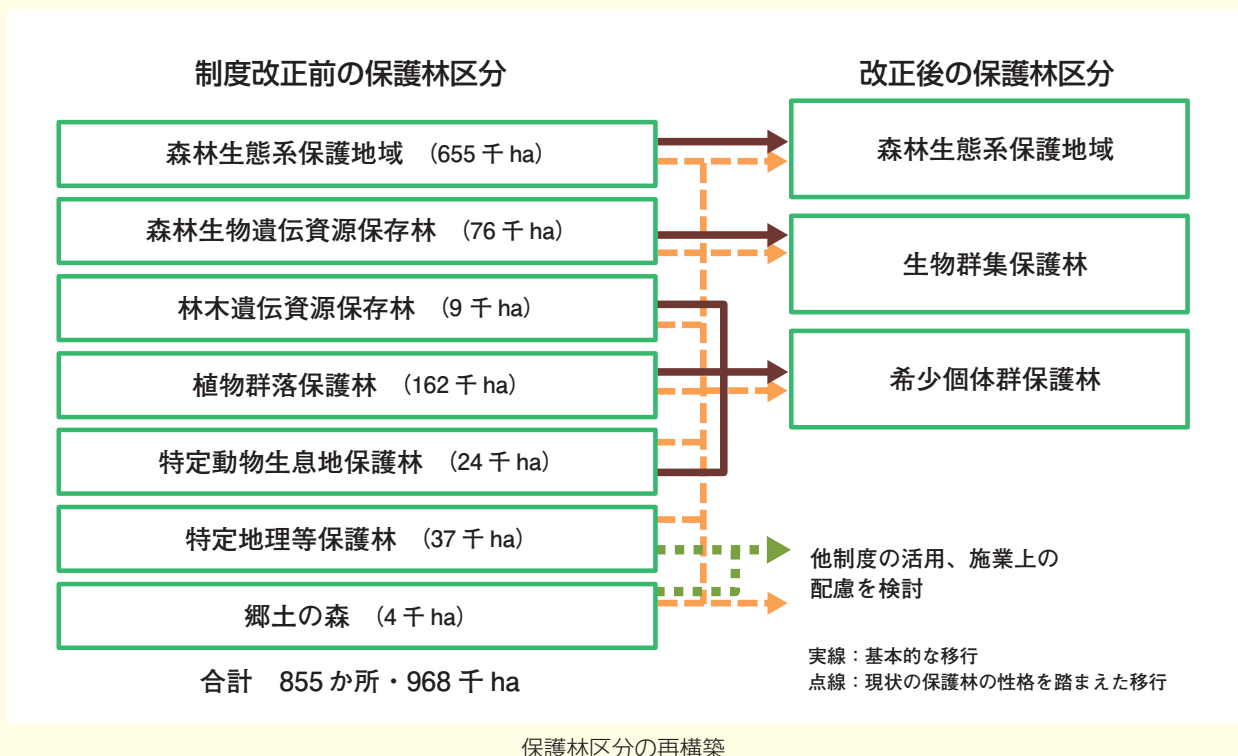 制度改正前の保護林区分
森林生態系保護地域 (655 千 ha)
森林生物遺伝資源保存林 (76 千 ha)
林木遺伝資源保存林 (9 千 ha)
植物群落保護林 (162 千 ha)
特定動物生息地保護林 (24 千 ha)
特定地理等保護林 (37 千 ha)
郷土の森 (4 千 ha)
合計 855 か所・968 千 ha
改正後の保護林区分
森林生態系保護地域
生物群集保護林
希少個体群保護林
他制度の活用、施業上の
配慮を検討
実線：基本的な移行
点線：現状の保護林の性格を踏まえた移行
保護林区分の再構築